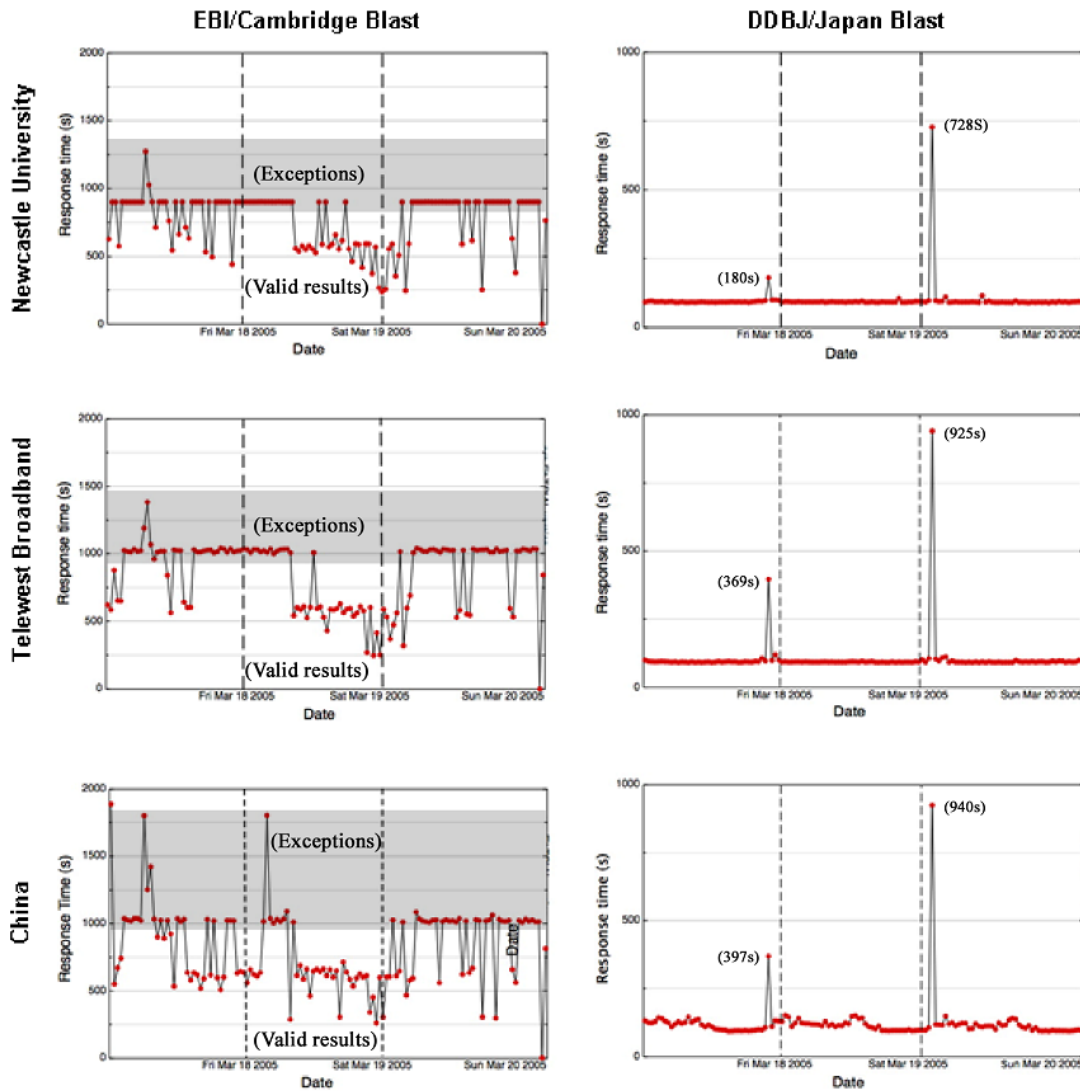 EBI/Cambridge Blast
DDBJ/Japan Blast
Newcastle University
Response time (s)
2000
1500
1000
500
0
(Exceptions)
(Valid results)
Fri Mar 18 2005
Sat Mar 19 2005
Sun Mar 20 2005
Date
Response time (s)
1000
500
0
(180s)
(728S)
Fri Mar 18 2005
Sat Mar 19 2005
Sun Mar 20 2005
Date
Telewest Broadband
Response time (s)
2000
1500
1000
500
0
(Exceptions)
(Valid results)
Fri Mar 18 2005
Sat Mar 19 2005
Sun Mar 20 2005
Date
Response time (s)
1000
500
0
(369s)
(925s)
Fri Mar 18 2005
Sat Mar 19 2005
Sun Mar 20 2005
Date
China
Response Time (s)
2000
1500
1000
500
0
(Exceptions)
Date
(Valid results)
Fri Mar 18 2005
Sat Mar 19 2005
Sun Mar 20 2005
Date
Response time (s)
1000
500
0
(397s)
(940s)
Fri Mar 18 2005
Sat Mar 19 2005
Sun Mar 20 2005
Date